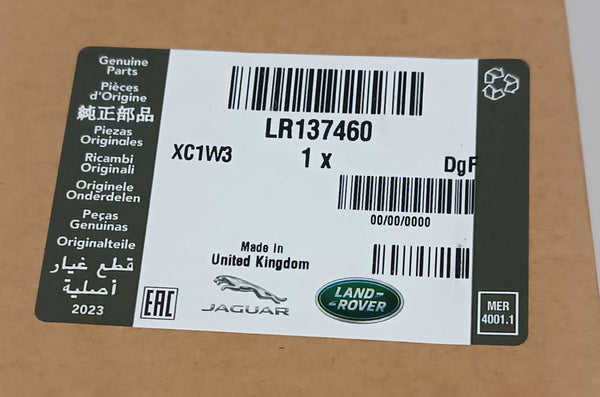 Genuine
Parts
Pièces
d'Origine
純正部品
Piezas
Originales
Ricambi
Originali
Originele
Onderdelen
Peças
Genuinas
Originalteile
قطع غيار
أصلية
2023
LR137460
XC1W3
1 x
DgF
00/00/0000
Made In
United Kingdom
EAC
JAGUAR
LAND-
-ROVER
MER
4001.1